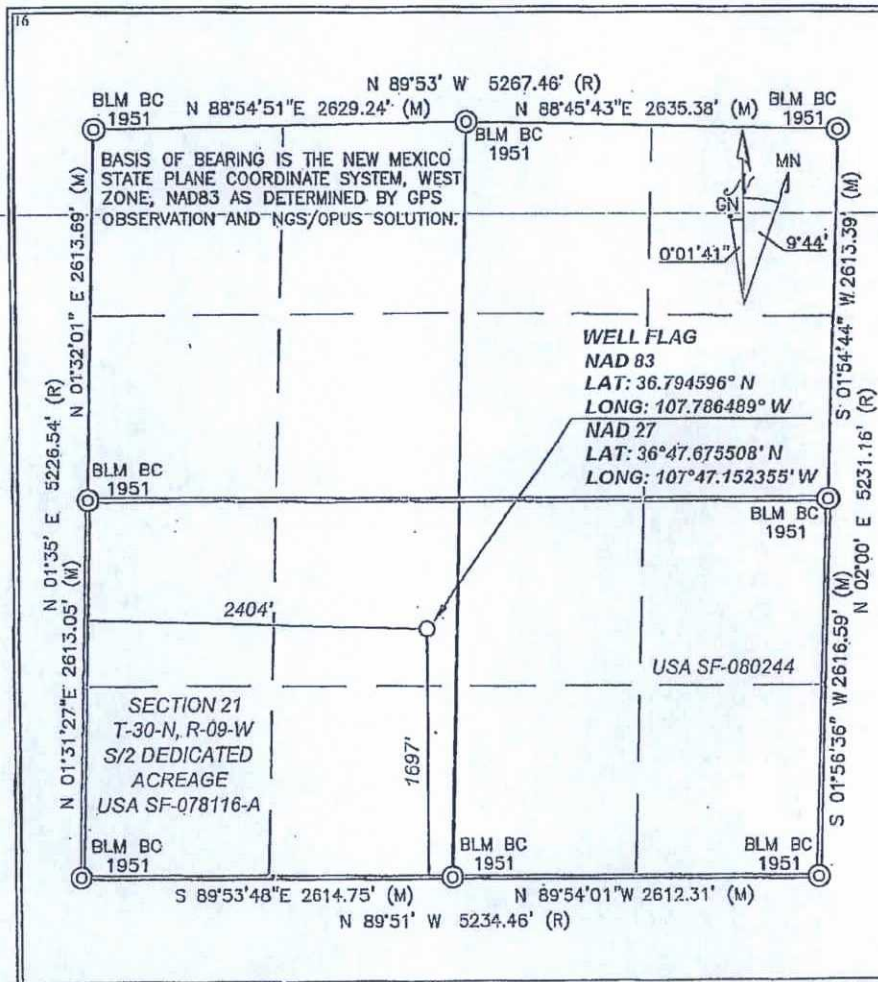 16
N 89°53' W 5267.46' (R)
BLM BC
1951
N 88°54'51"E 2629.24' (M)
BLM BC
1951
N 88°45'43"E 2635.38' (M)
BLM BC
1951
BASIS OF BEARING IS THE NEW MEXICO
STATE PLANE COORDINATE SYSTEM, WEST
ZONE, NAD83 AS DETERMINED BY GPS
OBSERVATION AND NGS/OPUS SOLUTION.
GN
MN
0°01'41"
9°44'
N 01°32'01" E 2613.69' (M)
S 01°54'44" W 2613.39' (M)
WELL FLAG
NAD 83
LAT: 36.794596° N
LONG: 107.786489° W
NAD 27
LAT: 36°47.675508' N
LONG: 107°47.152355' W
N 01°35' E 5226.54' (R)
BLM BC
1951
BLM BC
1951
N 02°00' E 5231.16' (R)
2404'
1697'
USA SF-080244
N 01°31'27"E 2613.05' (M)
S 01°56'36" W 2616.59' (M)
SECTION 21
T-30-N, R-09-W
S/2 DEDICATED
ACREAGE
USA SF-078116-A
BLM BC
1951
BLM BC
1951
BLM BC
1951
S 89°53'48"E 2614.75' (M)
N 89°54'01"W 2612.31' (M)
N 89°51' W 5234.46' (R)